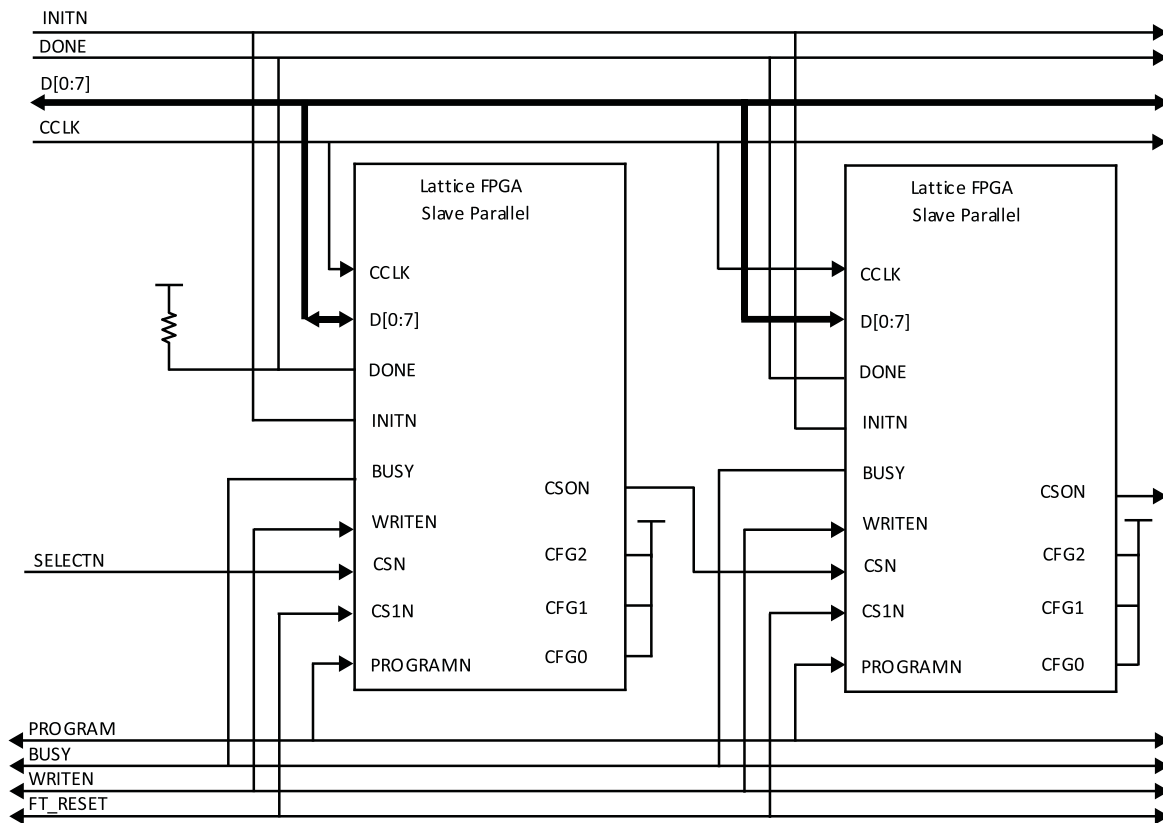 INITN
DONE
D[0:7]
CCLK
Lattice FPGA
Slave Parallel
CCLK
D[0:7]
DONE
INITN
BUSY
WRITEN
CSN
CS1N
PROGRAMN
CSON
CFG2
CFG1
CFG0
Lattice FPGA
Slave Parallel
CCLK
D[0:7]
DONE
INITN
BUSY
WRITEN
CSN
CS1N
PROGRAMN
CSON
CFG2
CFG1
CFG0
SELECTN
PROGRAM
BUSY
WRITEN
FT_RESET